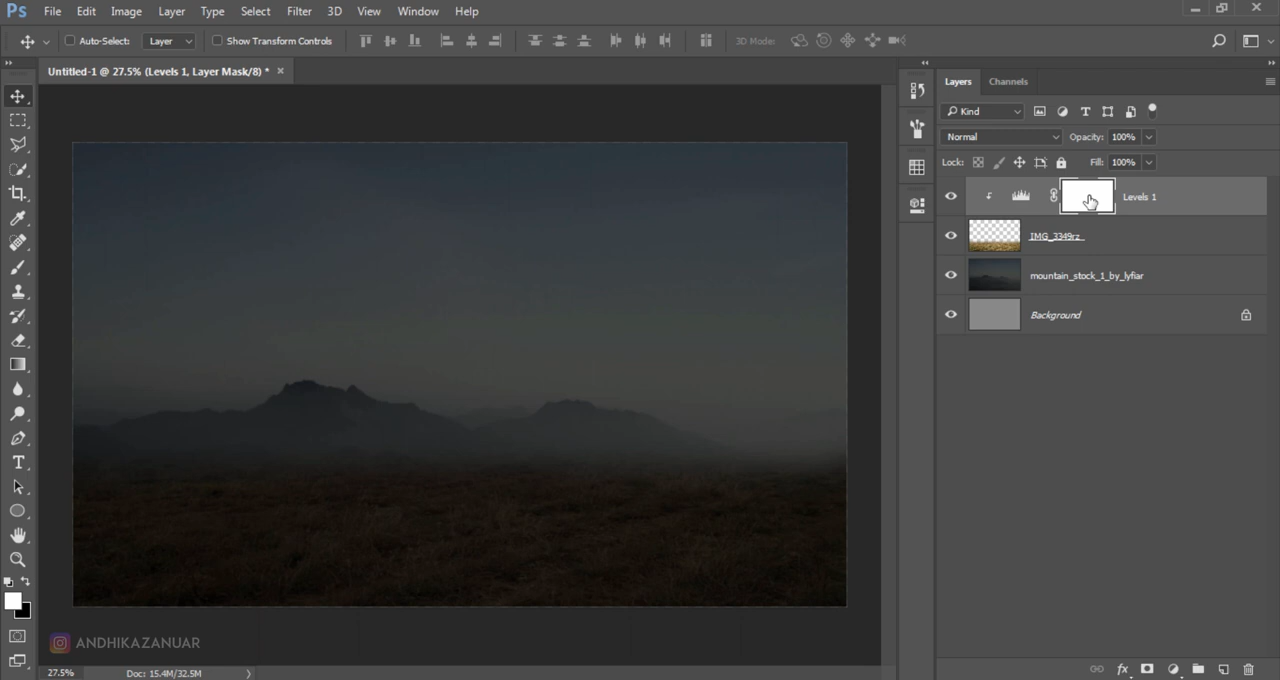 Ps File Edit Image Layer Type Select Filter 3D View Window Help
Auto-Select: Layer Show Transform Controls 3D Mode:
Untitled-1 @ 27.5% (Levels 1, Layer Mask/8) *
Layers Channels
Kind
Normal Opacity: 100%
Lock: Fill: 100%
Levels 1
IMG_3349rz_
mountain_stock_1_by_lyfiar
Background
ANDHIKAZANUAR
27.5% Doc: 15.4M/32.5M